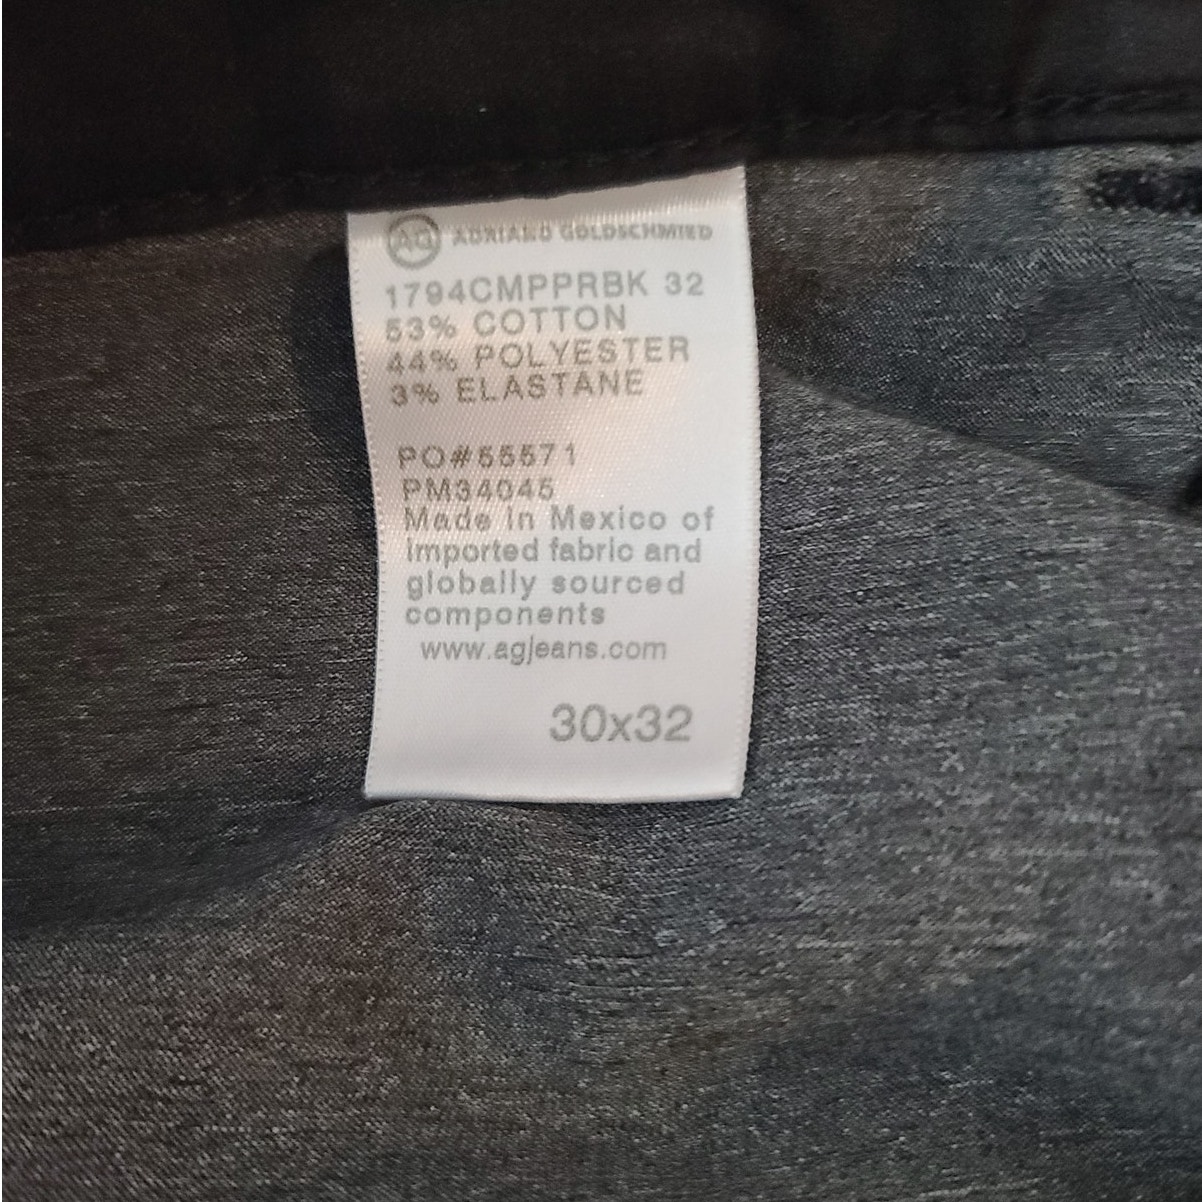 AG ADRIANO GOLDSCHMIED
1794CMPPRBK 32
53% COTTON
44% POLYESTER
3% ELASTANE
PO#55571
PM34045
Made in Mexico of
imported fabric and
globally sourced
components
www.agjeans.com
30x32